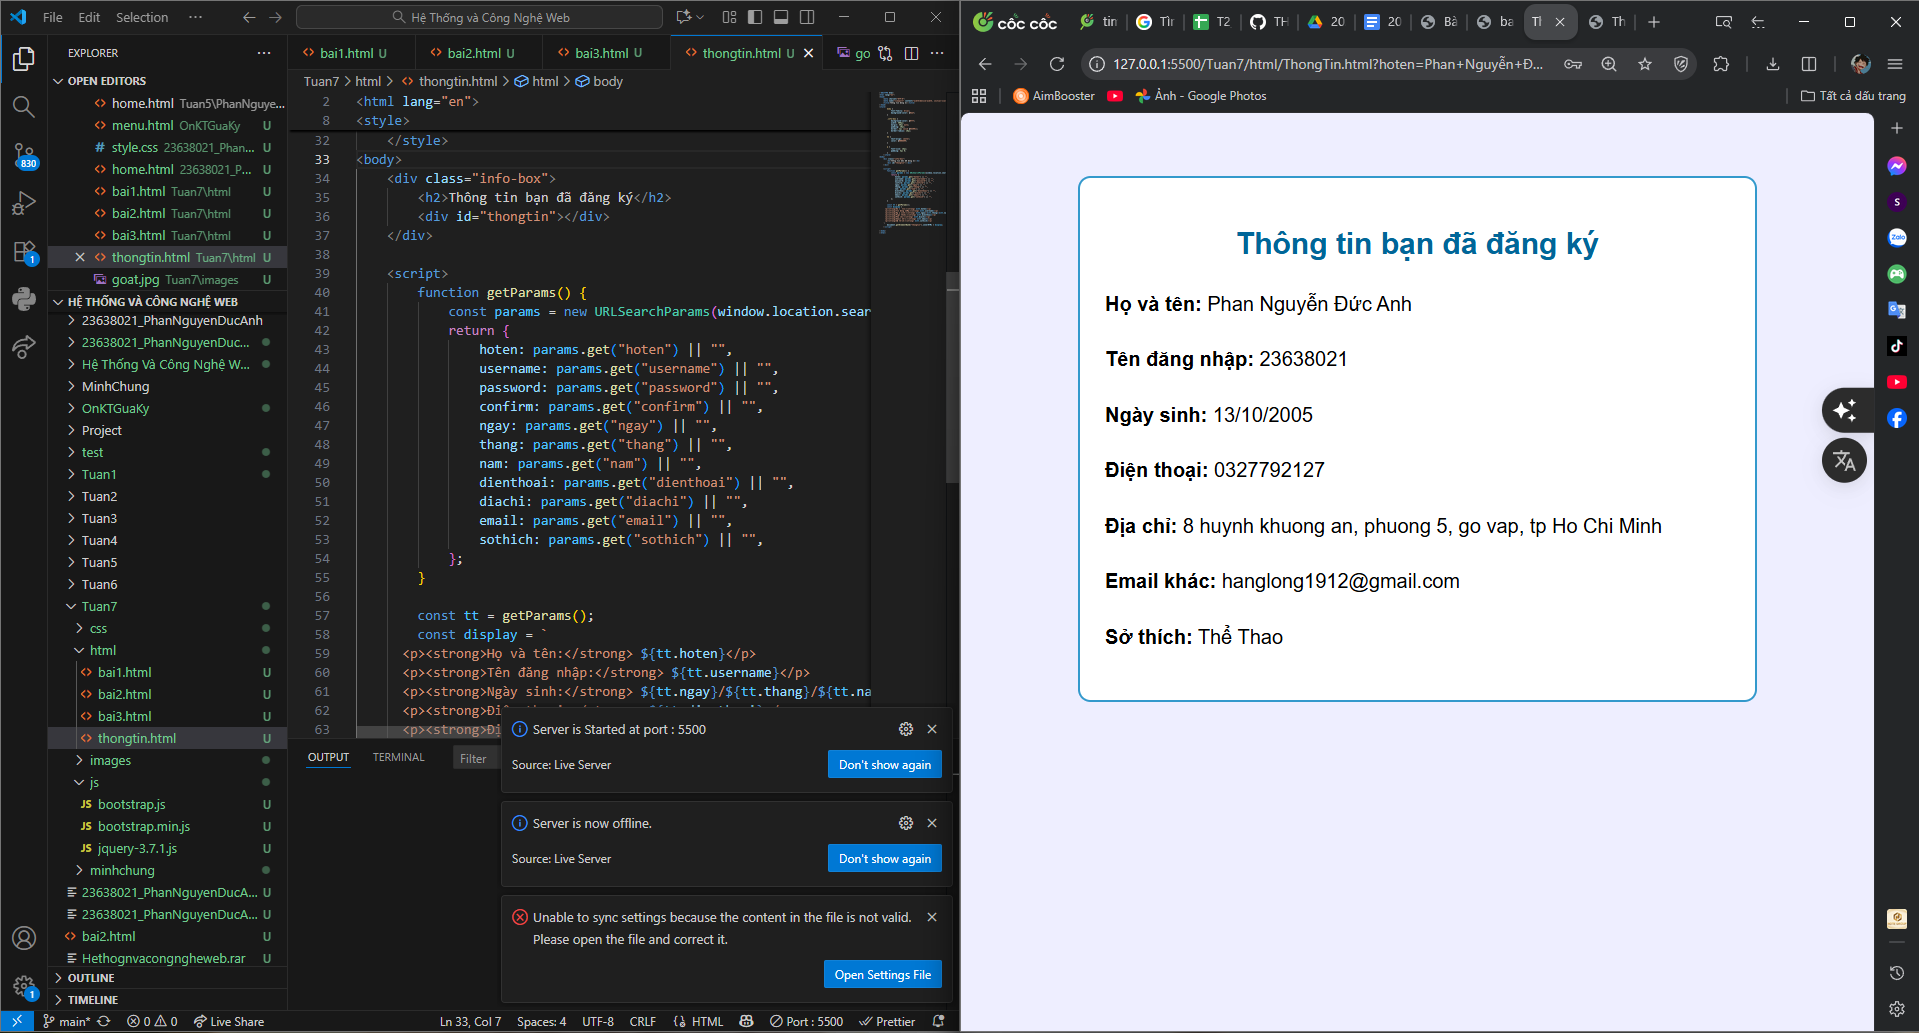 File Edit Selection ···
Hệ Thống và Công Nghệ Web
EXPLORER
OPEN EDITORS
home.html Tuan5\PhanNguye...
menu.html OnKTGuaKy U
style.css 23638021_Phan... U
home.html 23638021_P... U
bai1.html Tuan7\html U
bai2.html Tuan7\html U
bai3.html Tuan7\html U
thongtin.html Tuan7\html U
goat.jpg Tuan7\images U
HỆ THỐNG VÀ CÔNG NGHỆ WEB
23638021_PhanNguyenDucAnh
23638021_PhanNguyenDuc...
Hệ Thống Và Công Nghệ W...
MinhChung
OnKTGuaKy
Project
test
Tuan1
Tuan2
Tuan3
Tuan4
Tuan5
Tuan6
Tuan7
css
html
bai1.html U
bai2.html U
bai3.html U
thongtin.html U
images
js
JS bootstrap.js U
JS bootstrap.min.js U
JS jquery-3.7.1.js U
minhchung
23638021_PhanNguyenDucA... U
23638021_PhanNguyenDucA... U
bai2.html U
Hethognvacongngheweb.rar
OUTLINE
TIMELINE
830
1
1
bai1.html U bai2.html U bai3.html U thongtin.html U go
Tuan7 > html > thongtin.html > html > body
2 <html lang="en">
8 <style>
32 </style>
33 <body>
34 <div class="info-box">
35 <h2>Thông tin bạn đã đăng ký</h2>
36 <div id="thongtin"></div>
37 </div>
38
39 <script>
40 function getParams() {
41 const params = new URLSearchParams(window.location.sear
42 return {
43 hoten: params.get("hoten") || "",
44 username: params.get("username") || "",
45 password: params.get("password") || "",
46 confirm: params.get("confirm") || "",
47 ngay: params.get("ngay") || "",
48 thang: params.get("thang") || "",
49 nam: params.get("nam") || "",
50 dienthoai: params.get("dienthoai") || "",
51 diachi: params.get("diachi") || "",
52 email: params.get("email") || "",
53 sothich: params.get("sothich") || "",
54 };
55 }
56
57 const tt = getParams();
58 const display = `
59 <p><strong>Họ và tên:</strong> ${tt.hoten}</p>
60 <p><strong>Tên đăng nhập:</strong> ${tt.username}</p>
61 <p><strong>Ngày sinh:</strong> ${tt.ngay}/${tt.thang}/${tt.na
62 <p><strong>Đi
63 <p><strong>Đị
OUTPUT TERMINAL Filter
Server is Started at port : 5500
Source: Live Server Don't show again
Server is now offline.
Source: Live Server Don't show again
Unable to sync settings because the content in the file is not valid.
Please open the file and correct it.
Open Settings File
main* 0 0 Live Share Ln 33, Col 7 Spaces: 4 UTF-8 CRLF HTML Port : 5500 Prettier
cốc cốc tin Tìr T2 TH 20 20 Bà ba Th Th
127.0.0.1:5500/Tuan7/html/ThongTin.html?hoten=Phan+Nguyễn+Đ...
AimBooster Ảnh - Google Photos Tất cả dấu trang
Thông tin bạn đã đăng ký
Họ và tên: Phan Nguyễn Đức Anh
Tên đăng nhập: 23638021
Ngày sinh: 13/10/2005
Điện thoại: 0327792127
Địa chỉ: 8 huynh khuong an, phuong 5, go vap, tp Ho Chi Minh
Email khác: hanglong1912@gmail.com
Sở thích: Thể Thao
S
Zalo